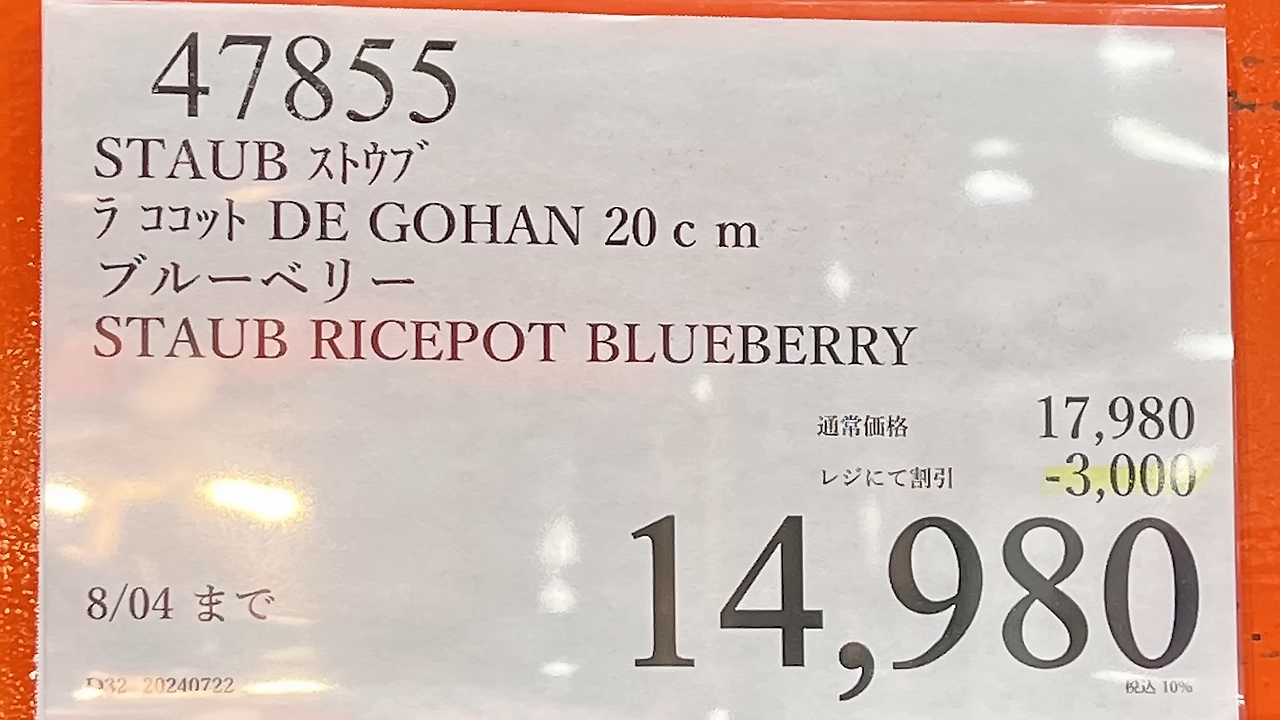 47855
STAUB ｽﾄｳﾌﾞ
ﾗ ｺｺｯﾄ DE GOHAN 20ｃｍ
ブルーベリー
STAUB RICEPOT BLUEBERRY
通常価格 17,980
レジにて割引 -3,000
14,980
8/04 まで
D32 20240722
税込 10%